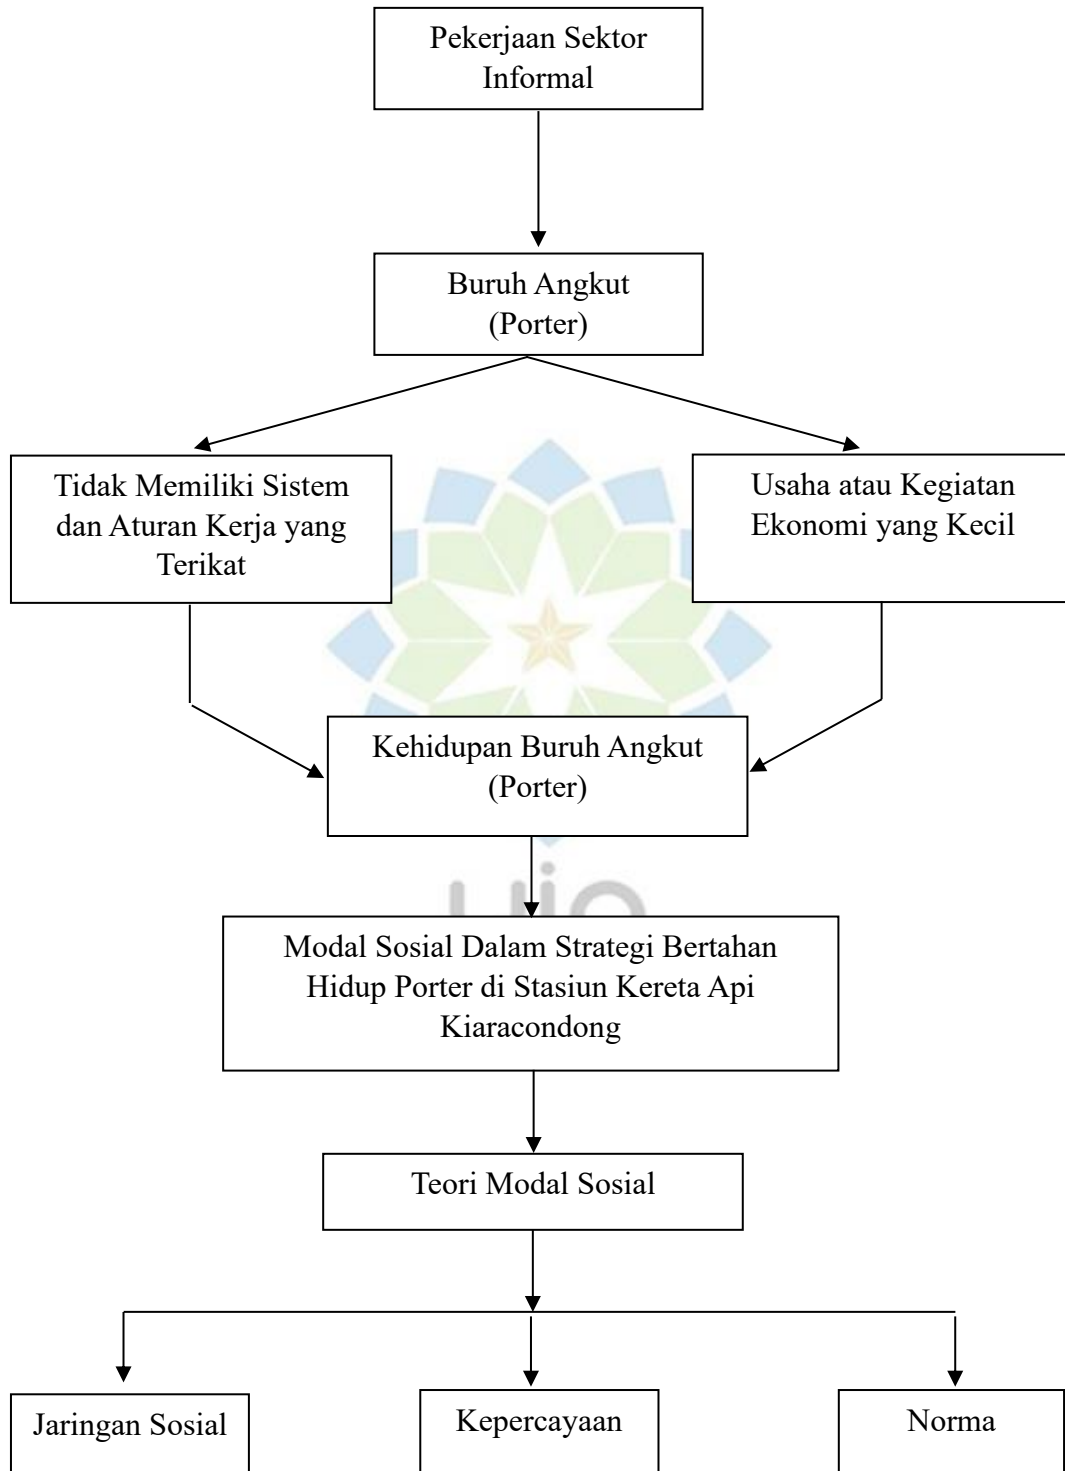 Pekerjaan Sektor
Informal
Buruh Angkut
(Porter)
Tidak Memiliki Sistem
dan Aturan Kerja yang
Terikat
Usaha atau Kegiatan
Ekonomi yang Kecil
Kehidupan Buruh Angkut
(Porter)
Modal Sosial Dalam Strategi Bertahan
Hidup Porter di Stasiun Kereta Api
Kiaracondong
Teori Modal Sosial
Jaringan Sosial
Kepercayaan
Norma